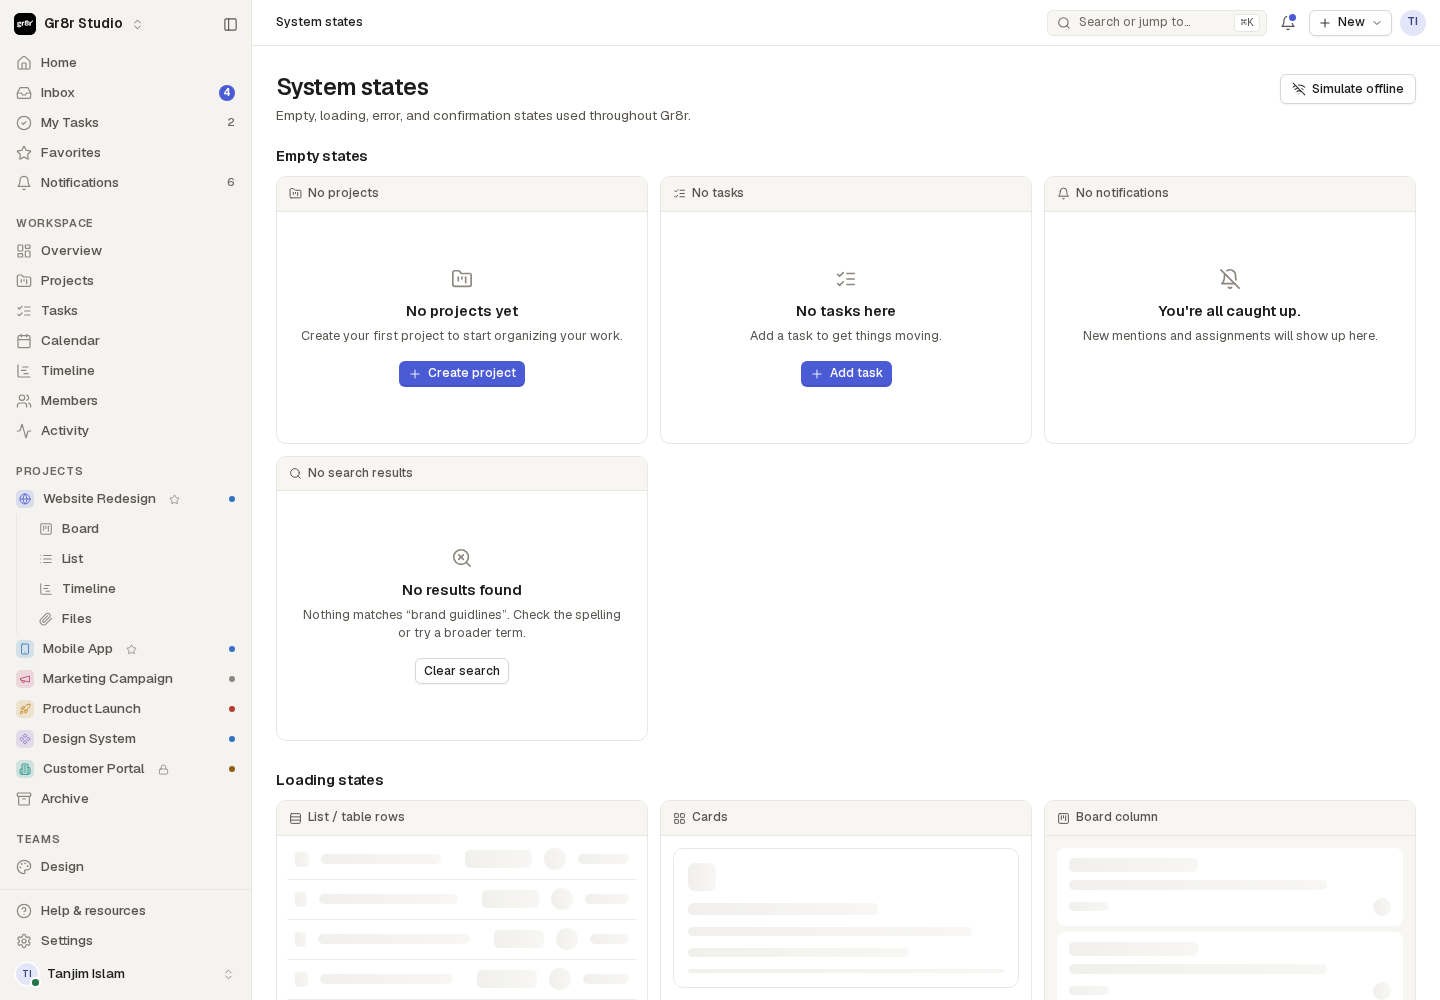 gr8r
Gr8r Studio
Home
Inbox
4
My Tasks
2
Favorites
Notifications
6
WORKSPACE
Overview
Projects
Tasks
Calendar
Timeline
Members
Activity
PROJECTS
Website Redesign
Board
List
Timeline
Files
Mobile App
Marketing Campaign
Product Launch
Design System
Customer Portal
Archive
TEAMS
Design
Help & resources
Settings
TI
Tanjim Islam
System states
Search or jump to...
⌘K
New
TI
System states
Simulate offline
Empty, loading, error, and confirmation states used throughout Gr8r.
Empty states
No projects
No projects yet
Create your first project to start organizing your work.
Create project
No tasks
No tasks here
Add a task to get things moving.
Add task
No notifications
You're all caught up.
New mentions and assignments will show up here.
No search results
No results found
Nothing matches “brand guidlines”. Check the spelling
or try a broader term.
Clear search
Loading states
List / table rows
Cards
Board column